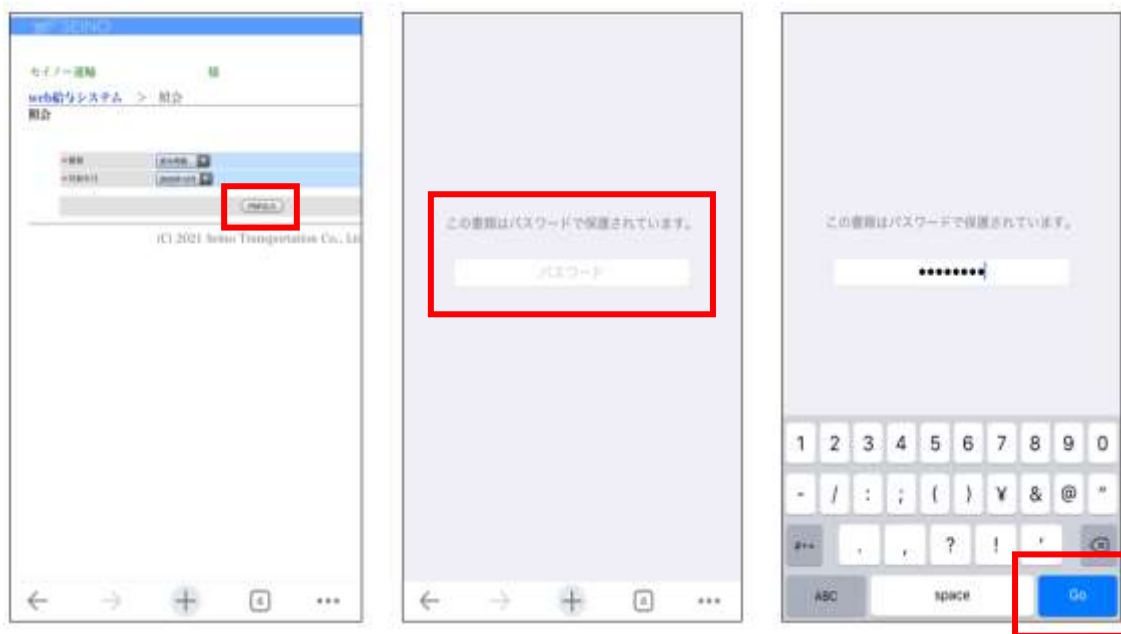 SEINO
セイノー運輸 様
web給与システム > 照会
照会
(C) 2021 Seino Transportation Co., Lt
この書類はパスワードで保護されています。
パスワード
この書類はパスワードで保護されています。
••••••••
1 2 3 4 5 6 7 8 9 0
- / : ; ( ) ¥ & @ "
#+= . , ? ! '
ABC space Go